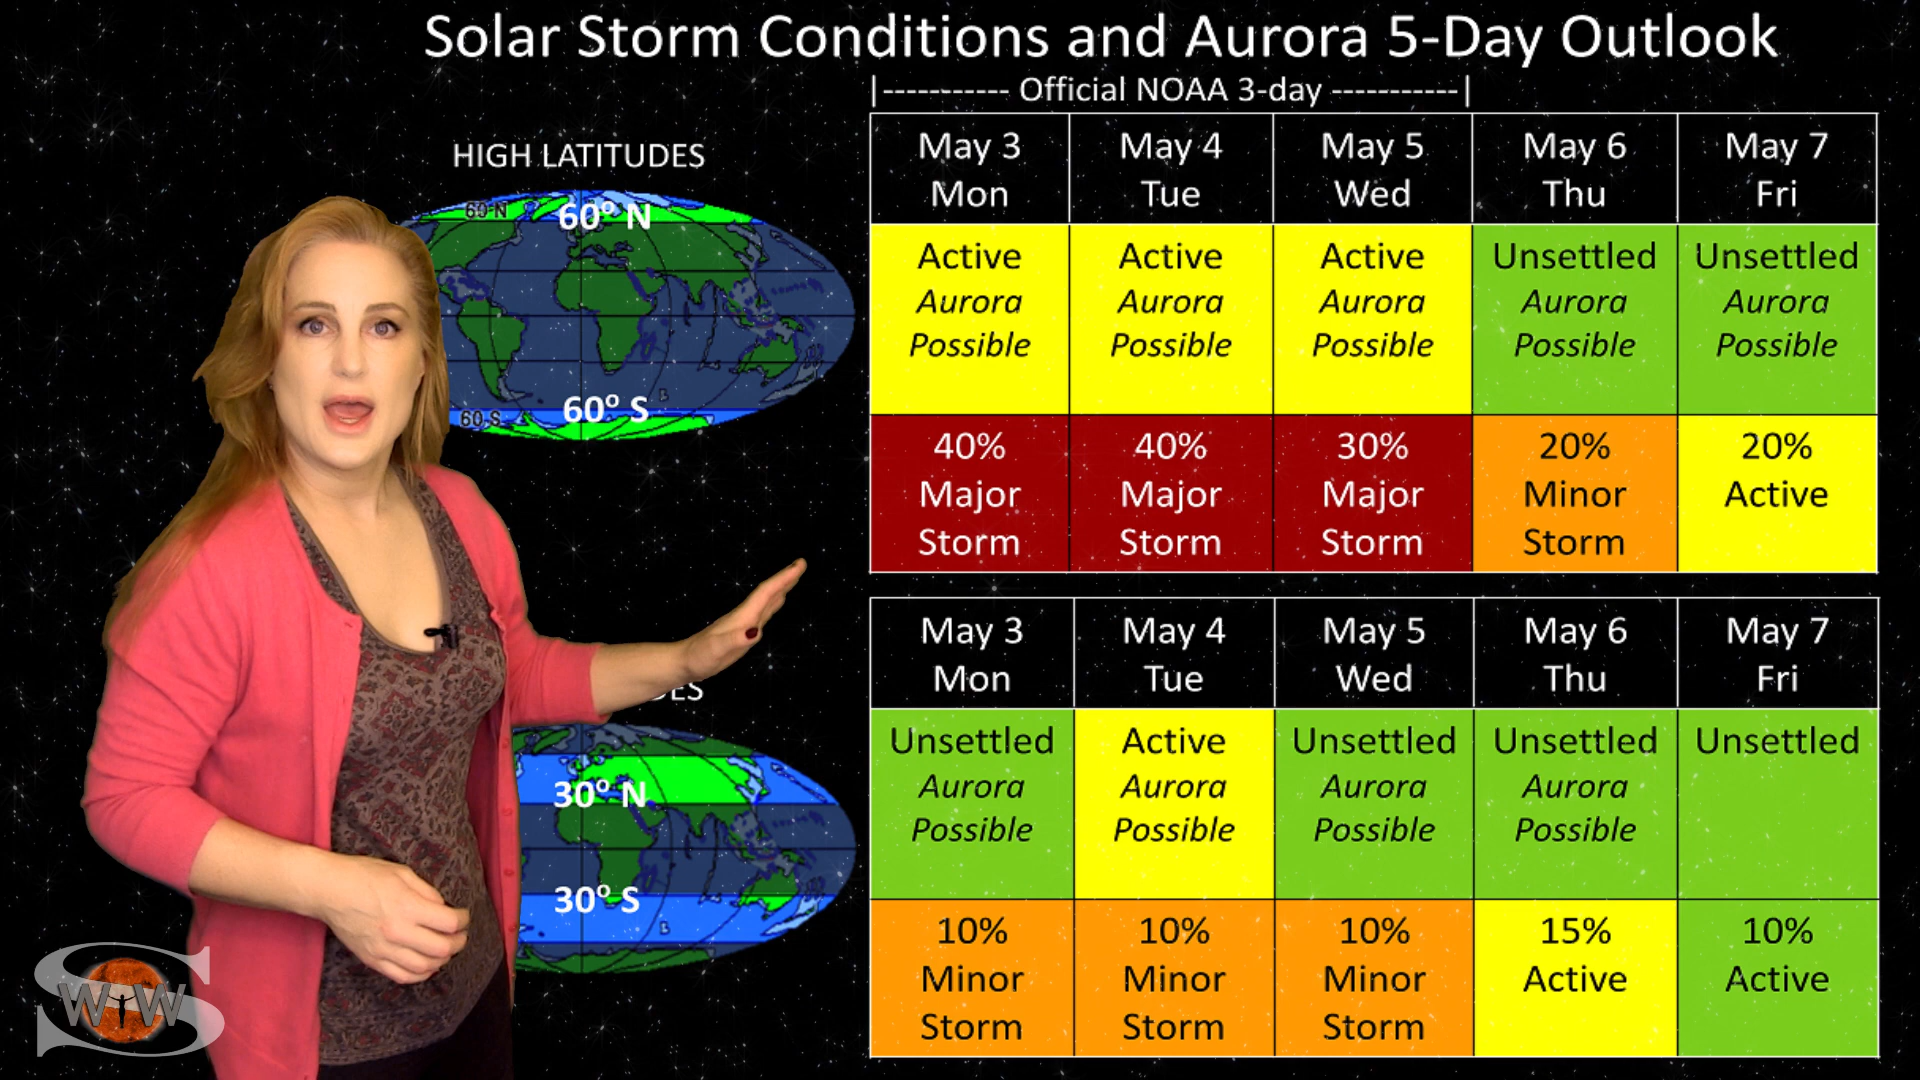 Solar Storm Conditions and Aurora 5-Day Outlook
|----------- Official NOAA 3-day -----------|
HIGH LATITUDES
60 N
60° N
60° S
60 S
May 3 May 4 May 5 May 6 May 7
Mon Tue Wed Thu Fri
Active Active Active Unsettled Unsettled
Aurora Aurora Aurora Aurora Aurora
Possible Possible Possible Possible Possible
40% 40% 30% 20% 20%
Major Major Major Minor Active
Storm Storm Storm Storm
May 3 May 4 May 5 May 6 May 7
Mon Tue Wed Thu Fri
30° N
30° S
Unsettled Active Unsettled Unsettled Unsettled
Aurora Aurora Aurora Aurora
Possible Possible Possible Possible
10% 10% 10% 15% 10%
Minor Minor Minor Active Active
Storm Storm Storm
SWTW